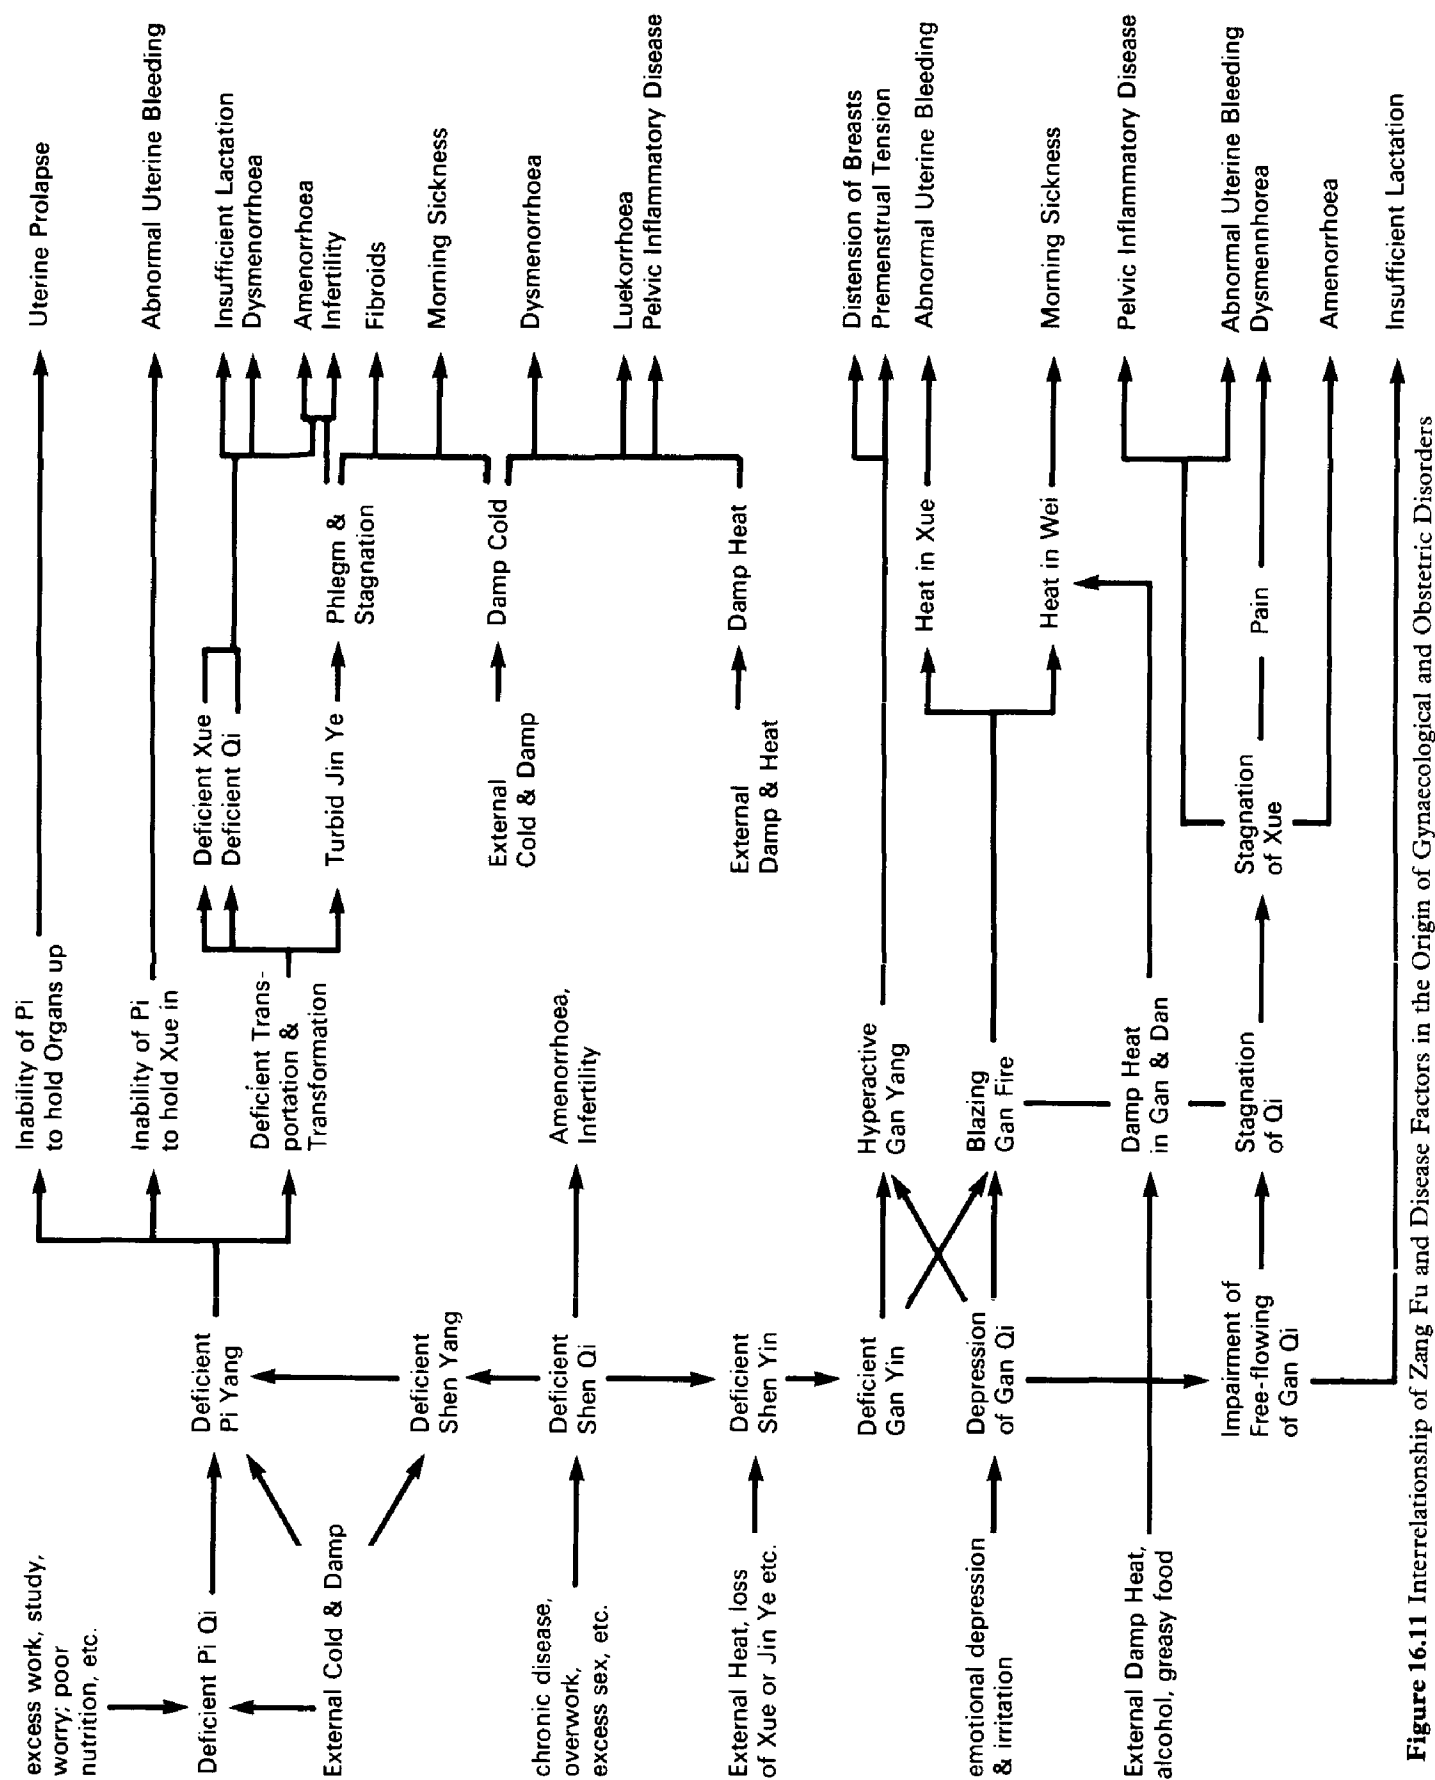 excess work, study,
worry; poor
nutrition, etc.
Deficient Pi Qi
External Cold & Damp
chronic disease,
overwork,
excess sex, etc.
External Heat, loss
of Xue or Jin Ye etc.
emotional depression
& irritation
External Damp Heat,
alcohol, greasy food
Deficient
Pi Yang
Deficient
Shen Yang
Deficient
Shen Qi
Deficient
Shen Yin
Deficient
Gan Yin
Depression
of Gan Qi
Impairment of
Free-flowing
of Gan Qi
Inability of Pi
to hold Organs up
Inability of Pi
to hold Xue in
Deficient Trans-
portation &
Transformation
Amenorrhoea,
Infertility
Hyperactive
Gan Yang
Blazing
Gan Fire
Damp Heat
in Gan & Dan
Stagnation
of Qi
Deficient Xue
Deficient Qi
Turbid Jin Ye
External
Cold & Damp
External
Damp & Heat
Stagnation
of Xue
Phlegm &
Stagnation
Damp Cold
Damp Heat
Heat in Xue
Heat in Wei
Pain
Uterine Prolapse
Abnormal Uterine Bleeding
Insufficient Lactation
Dysmenorrhoea
Amenorrhoea
Infertility
Fibroids
Morning Sickness
Dysmenorrhoea
Luekorrhoea
Pelvic Inflammatory Disease
Distension of Breasts
Premenstrual Tension
Abnormal Uterine Bleeding
Morning Sickness
Pelvic Inflammatory Disease
Abnormal Uterine Bleeding
Dysmennhorea
Amenorrhoea
Insufficient Lactation
Figure 16.11 Interrelationship of Zang Fu and Disease Factors in the Origin of Gynaecological and Obstetric Disorders